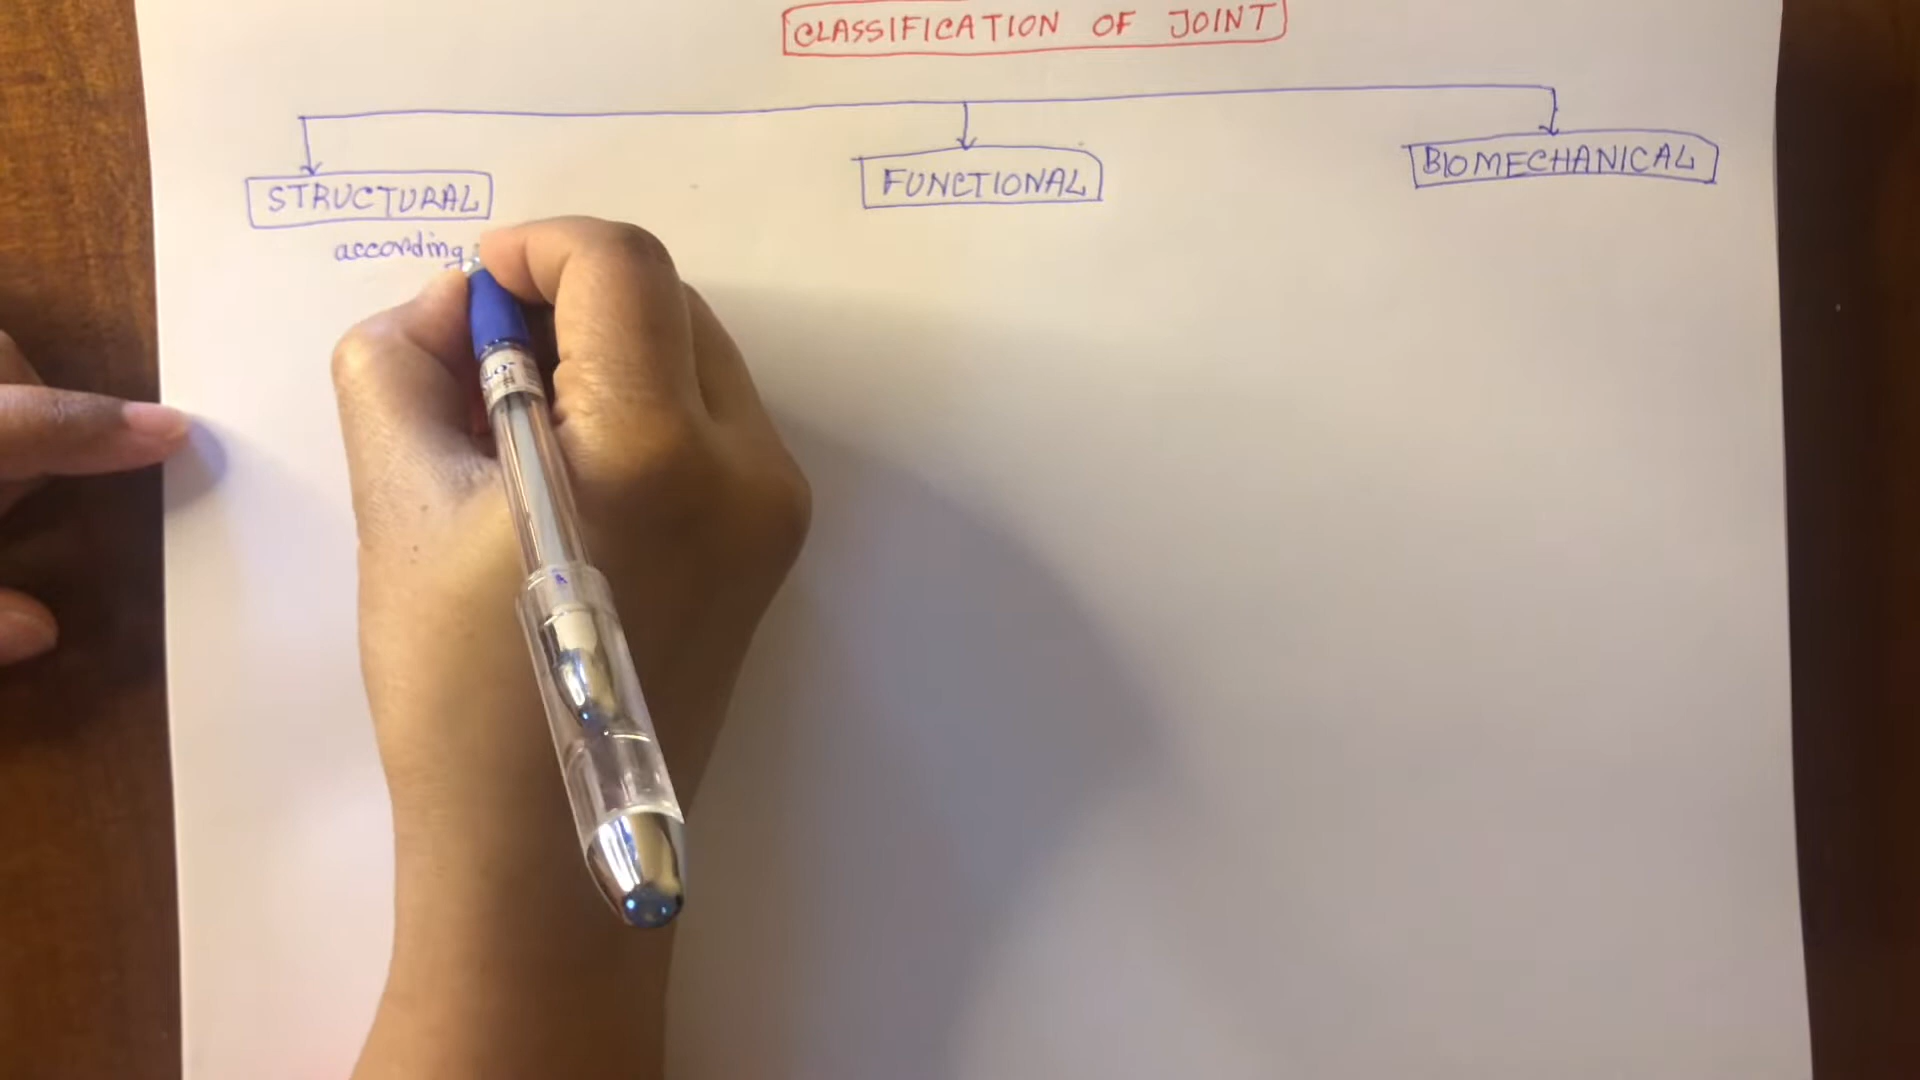 CLASSIFICATION OF JOINT
STRUCTURAL
FUNCTIONAL
BIOMECHANICAL
according